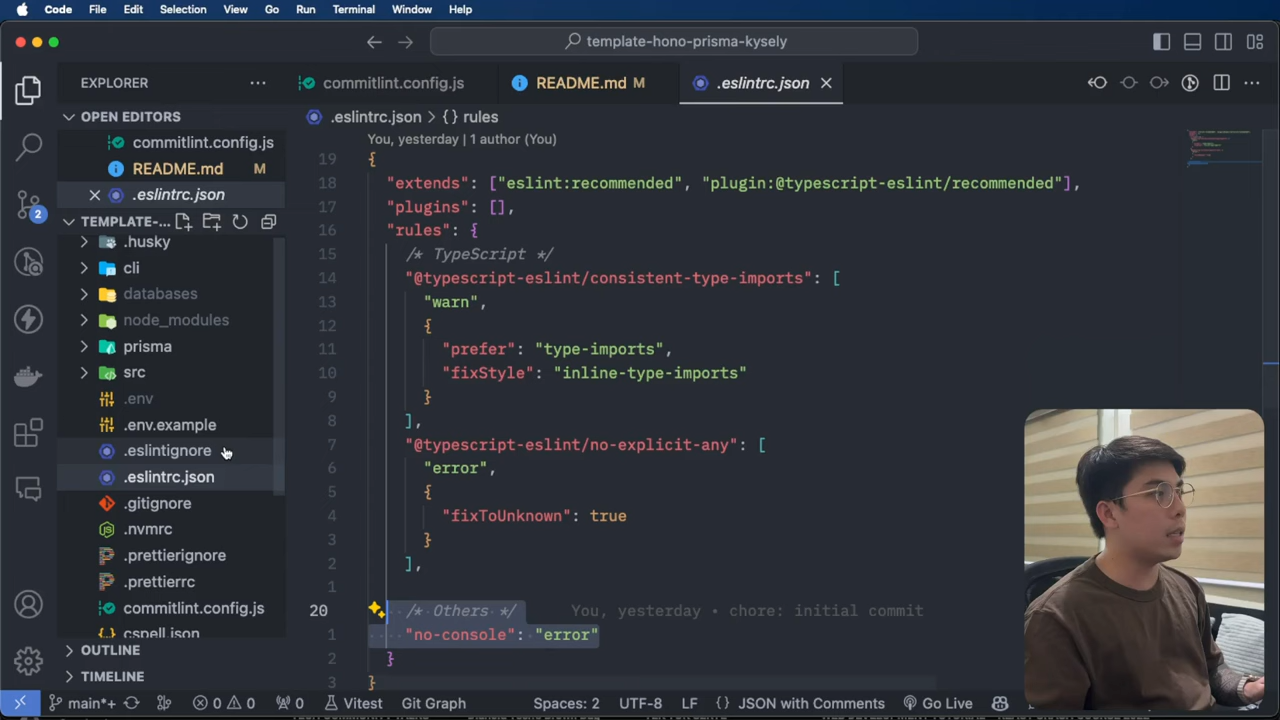 Code File Edit Selection View Go Run Terminal Window Help
template-hono-prisma-kysely
EXPLORER
commitlint.config.js
README.md M
.eslintrc.json
OPEN EDITORS
commitlint.config.js
README.md M
.eslintrc.json
TEMPLATE-...
.husky
cli
databases
node_modules
prisma
src
.env
.env.example
.eslintignore
.eslintrc.json
.gitignore
.nvmrc
.prettierignore
.prettierrc
commitlint.config.js
cspell.json
OUTLINE
TIMELINE
2
.eslintrc.json > {} rules
You, yesterday | 1 author (You)
19 {
18 "extends": ["eslint:recommended", "plugin:@typescript-eslint/recommended"],
17 "plugins": [],
16 "rules": {
15 /* TypeScript */
14 "@typescript-eslint/consistent-type-imports": [
13 "warn",
12 {
11 "prefer": "type-imports",
10 "fixStyle": "inline-type-imports"
9 }
8 ],
7 "@typescript-eslint/no-explicit-any": [
6 "error",
5 {
4 "fixToUnknown": true
3 }
2 ],
1
20 /* Others */ You, yesterday • chore: initial commit
1 "no-console": "error"
2 }
3 }
main*+ 0 0 0 Vitest Git Graph Spaces: 2 UTF-8 LF {} JSON with Comments Go Live